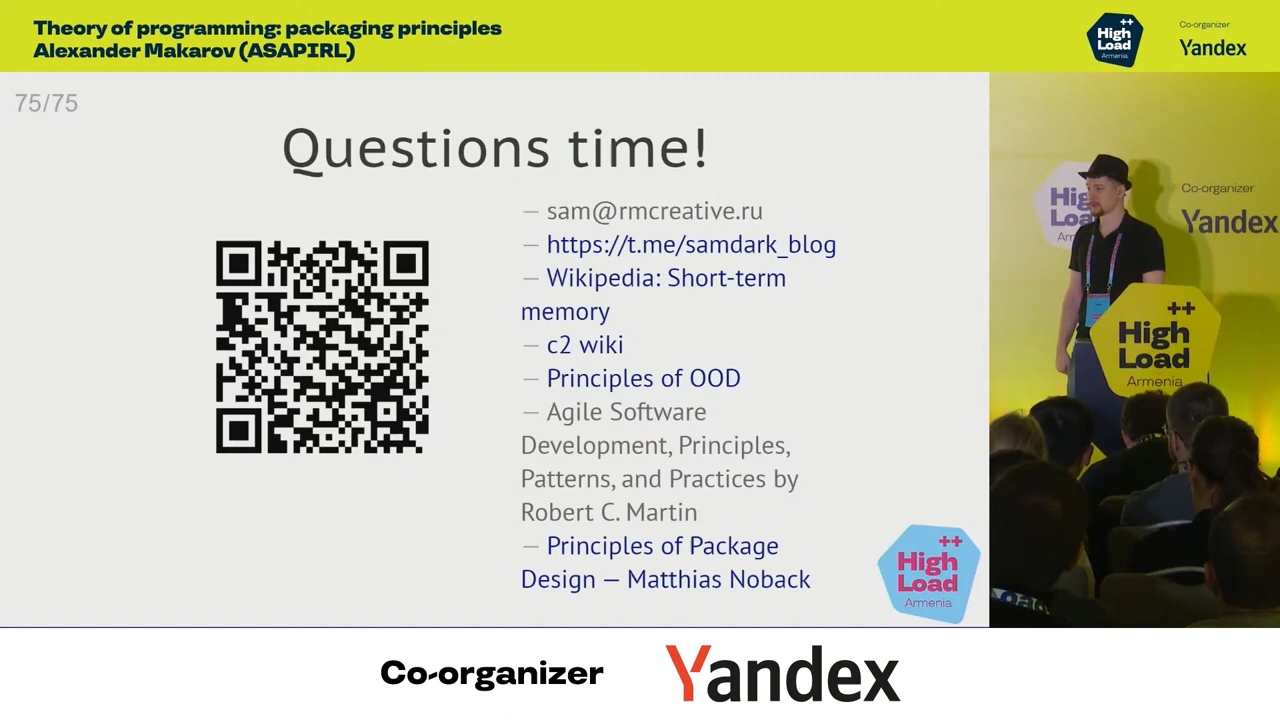 Theory of programming: packaging principles
Alexander Makarov (ASAPIRL)
++
High
Load
Armenia
Co-organizer
Yandex
75/75
Questions time!
— sam@rmcreative.ru
— https://t.me/samdark_blog
— Wikipedia: Short-term
memory
— c2 wiki
— Principles of OOD
— Agile Software
Development, Principles,
Patterns, and Practices by
Robert C. Martin
— Principles of Package
Design — Matthias Noback
++
High
Load
Armenia
Co-organizer
Yandex
++
High
Load
Armenia
Co-organizer
Yandex